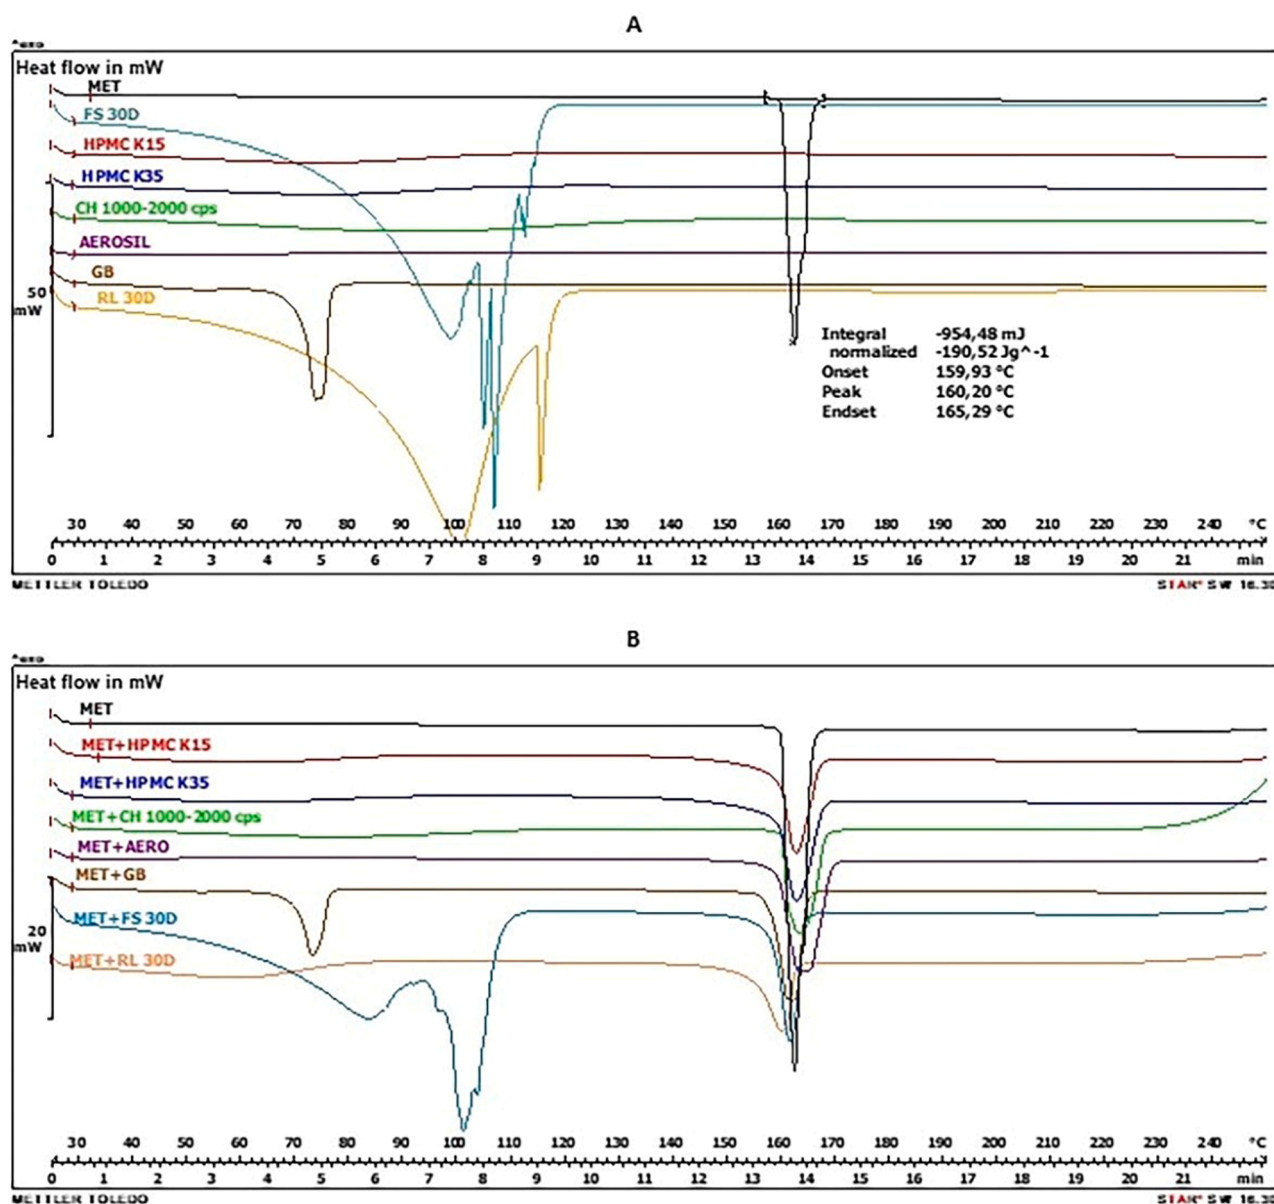 A
^exo
Heat flow in mW
MET
FS 30D
HPMC K15
HPMC K35
CH 1000-2000 cps
AEROSIL
GB
RL 30D
50
mW
Integral -954,48 mJ
normalized -190,52 Jg^-1
Onset 159,93 °C
Peak 160,20 °C
Endset 165,29 °C
30 40 50 60 70 80 90 100 110 120 130 140 150 160 170 180 190 200 210 220 230 240 °C
0 1 2 3 4 5 6 7 8 9 10 11 12 13 14 15 16 17 18 19 20 21 min
METTLER TOLEDO
STAR® SW 16.30
B
^exo
Heat flow in mW
MET
MET+HPMC K15
MET+HPMC K35
MET+CH 1000-2000 cps
MET+AERO
MET+GB
MET+FS 30D
20
mW
MET+RL 30D
30 40 50 60 70 80 90 100 110 120 130 140 150 160 170 180 190 200 210 220 230 240 °C
0 1 2 3 4 5 6 7 8 9 10 11 12 13 14 15 16 17 18 19 20 21 min
METTLER TOLEDO
STAR® SW 16.30